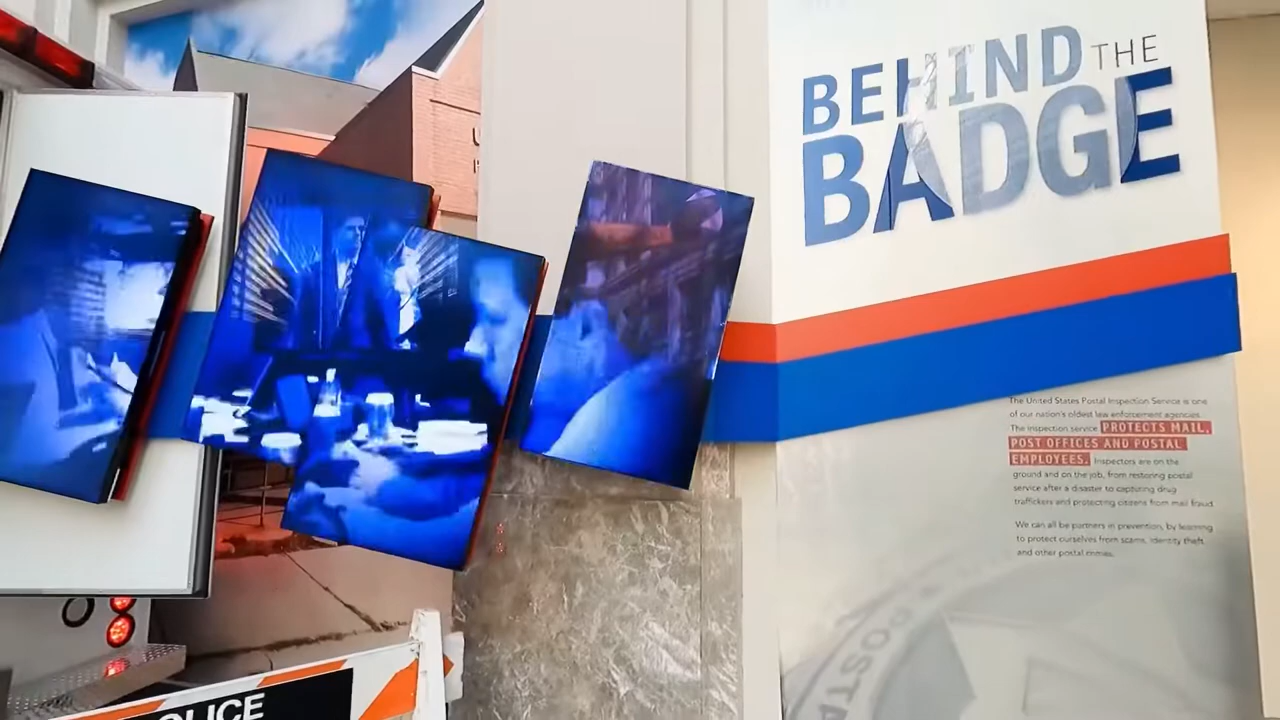 BEHIND THE
BADGE
The United States Postal Inspection Service is one
of our nation's oldest law enforcement agencies.
The inspection service PROTECTS MAIL,
POST OFFICES AND POSTAL
EMPLOYEES. Inspectors are on the
ground and on the job, from restoring postal
service after a disaster to capturing drug
traffickers and protecting citizens from mail fraud.
We can all be partners in prevention, by learning
to protect ourselves from scams, identity theft
and other postal crimes.
OLICE